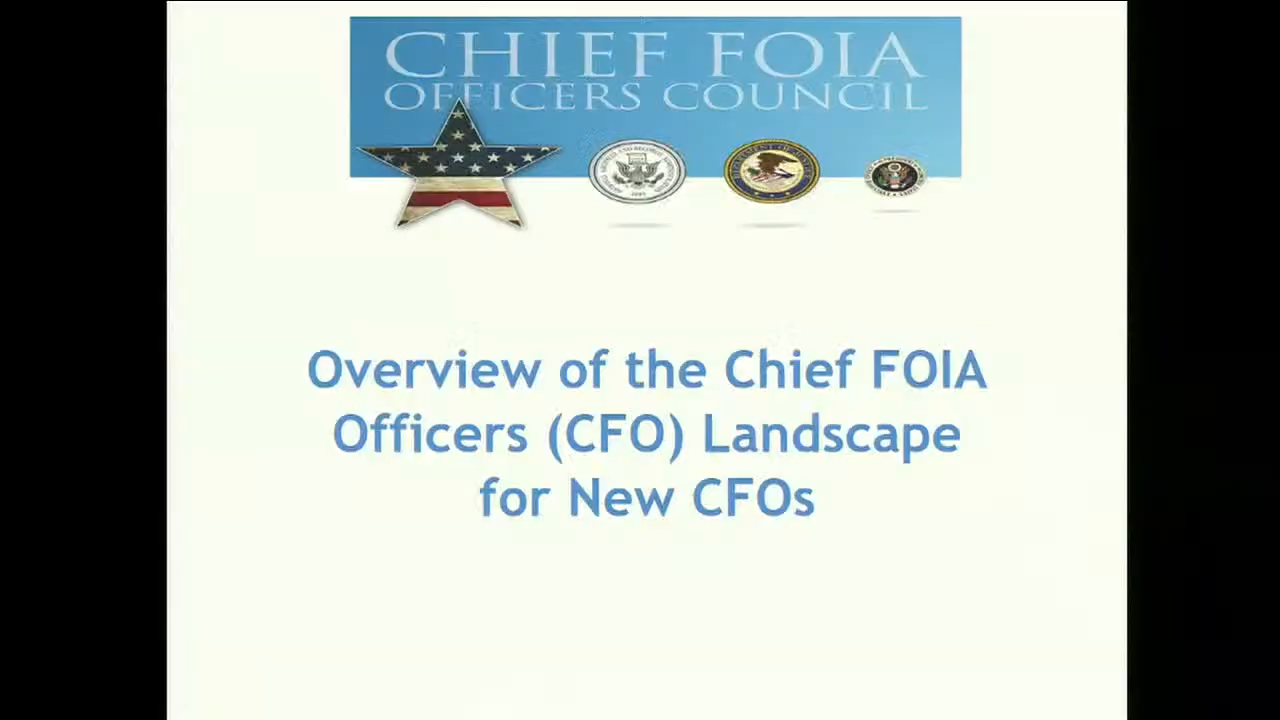 CHIEF FOIA
OFFICERS COUNCIL
Overview of the Chief FOIA
Officers (CFO) Landscape
for New CFOs